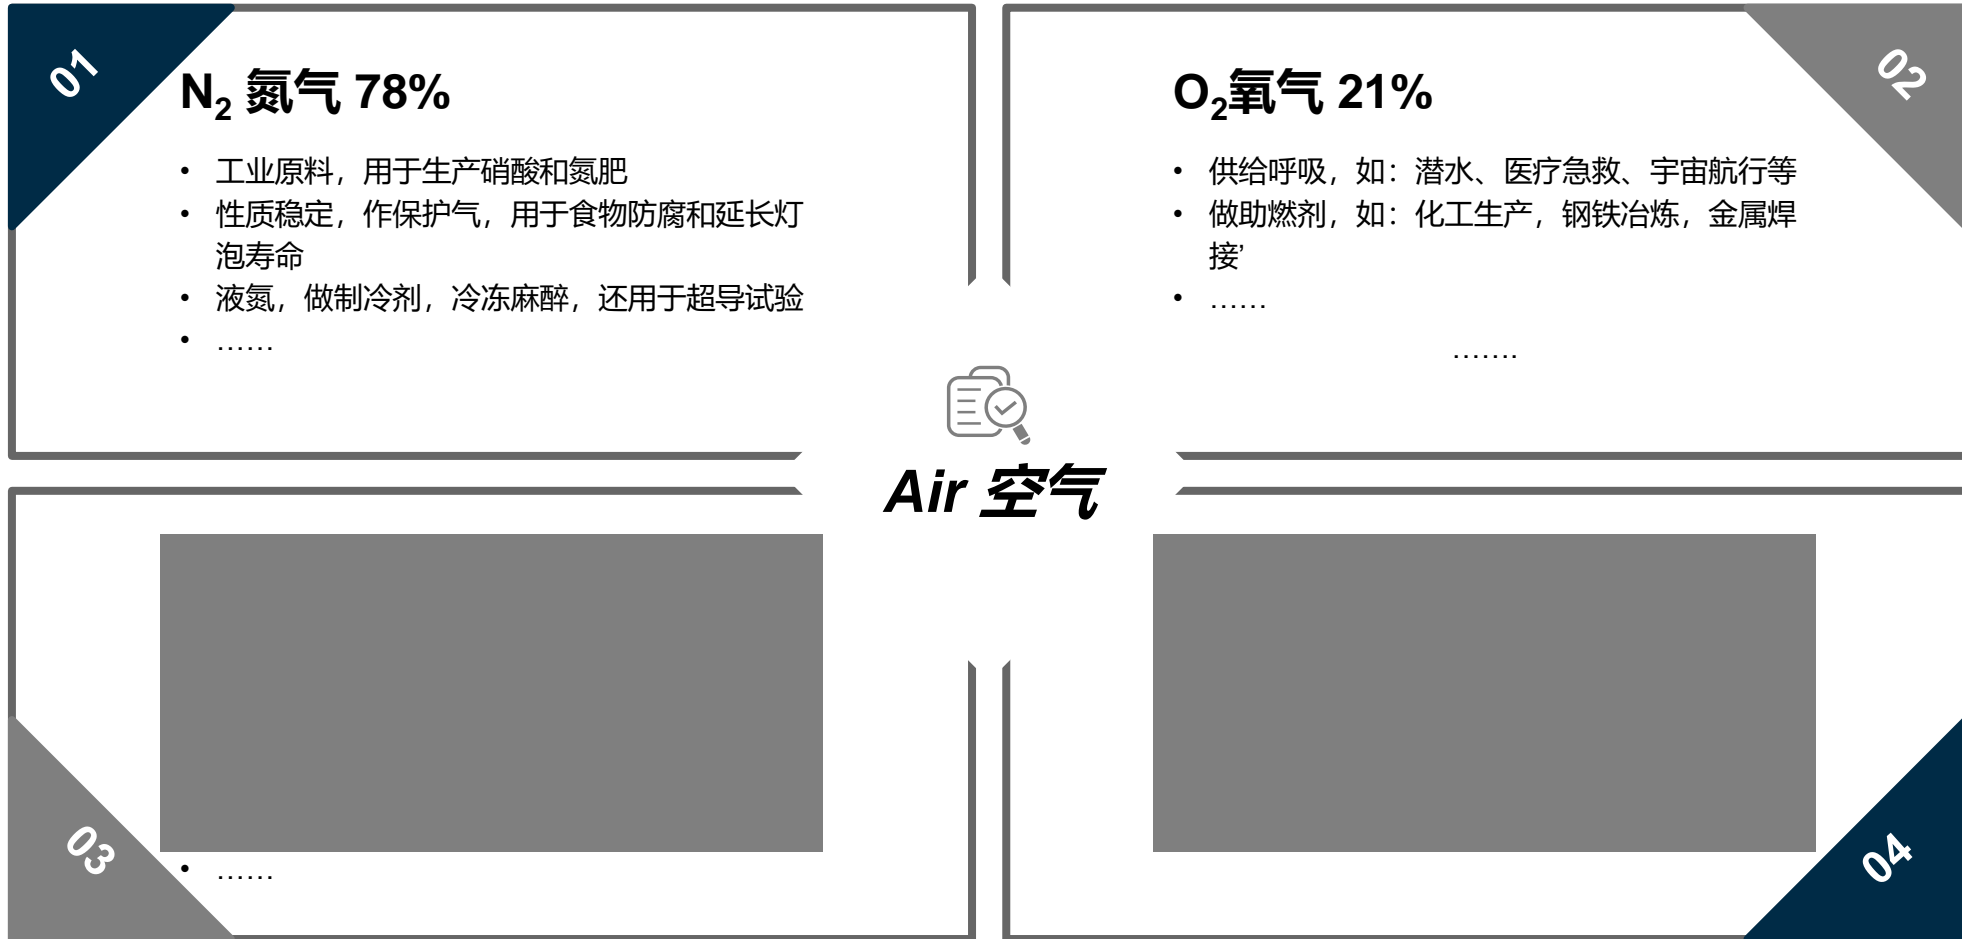 01
N₂ 氮气 78%
• 工业原料，用于生产硝酸和氮肥
• 性质稳定，作保护气，用于食物防腐和延长灯
泡寿命
• 液氮，做制冷剂，冷冻麻醉，还用于超导试验
• ……
02
O₂氧气 21%
• 供给呼吸，如：潜水、医疗急救、宇宙航行等
• 做助燃剂，如：化工生产，钢铁冶炼，金属焊
接’
• ……
…….
Air 空气
03
• ……
04